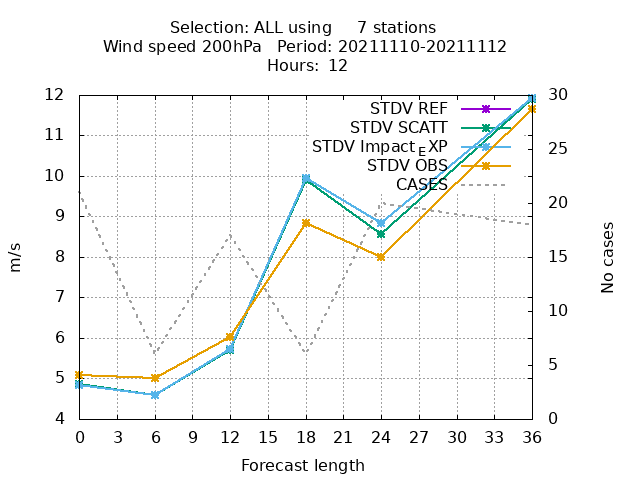 Selection: ALL using     7 stations
Wind speed 200hPa   Period: 20211110-20211112
Hours:  12
STDV REF
STDV SCATT
STDV Impact_EXP
STDV OBS
CASES
12
11
10
9
8
7
6
5
4
m/s
30
25
20
15
10
5
0
No cases
0 3 6 9 12 15 18 21 24 27 30 33 36
Forecast length